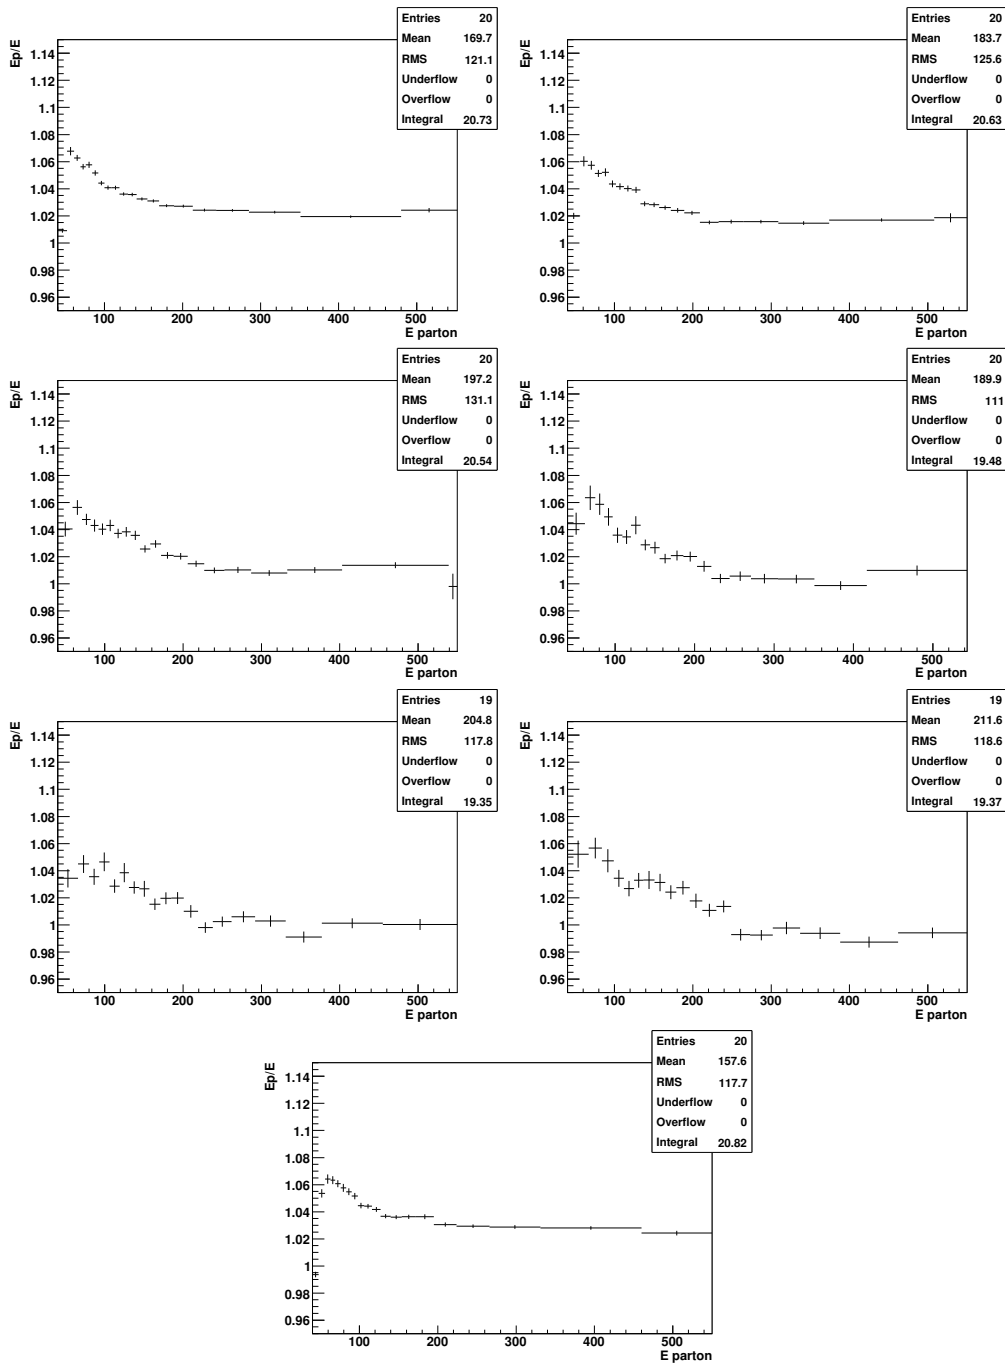 Entries 20
Mean 169.7
RMS 121.1
Underflow 0
Overflow 0
Integral 20.73
Ep/E
1.14
1.12
1.1
1.08
1.06
1.04
1.02
1
0.98
0.96
100 200 300 400 500
E parton
Entries 20
Mean 183.7
RMS 125.6
Underflow 0
Overflow 0
Integral 20.63
Ep/E
1.14
1.12
1.1
1.08
1.06
1.04
1.02
1
0.98
0.96
100 200 300 400 500
E parton
Entries 20
Mean 197.2
RMS 131.1
Underflow 0
Overflow 0
Integral 20.54
Ep/E
1.14
1.12
1.1
1.08
1.06
1.04
1.02
1
0.98
0.96
100 200 300 400 500
E parton
Entries 20
Mean 189.9
RMS 111
Underflow 0
Overflow 0
Integral 19.48
Ep/E
1.14
1.12
1.1
1.08
1.06
1.04
1.02
1
0.98
0.96
100 200 300 400 500
E parton
Entries 19
Mean 204.8
RMS 117.8
Underflow 0
Overflow 0
Integral 19.35
Ep/E
1.14
1.12
1.1
1.08
1.06
1.04
1.02
1
0.98
0.96
100 200 300 400 500
E parton
Entries 19
Mean 211.6
RMS 118.6
Underflow 0
Overflow 0
Integral 19.37
Ep/E
1.14
1.12
1.1
1.08
1.06
1.04
1.02
1
0.98
0.96
100 200 300 400 500
E parton
Entries 20
Mean 157.6
RMS 117.7
Underflow 0
Overflow 0
Integral 20.82
Ep/E
1.14
1.12
1.1
1.08
1.06
1.04
1.02
1
0.98
0.96
100 200 300 400 500
E parton